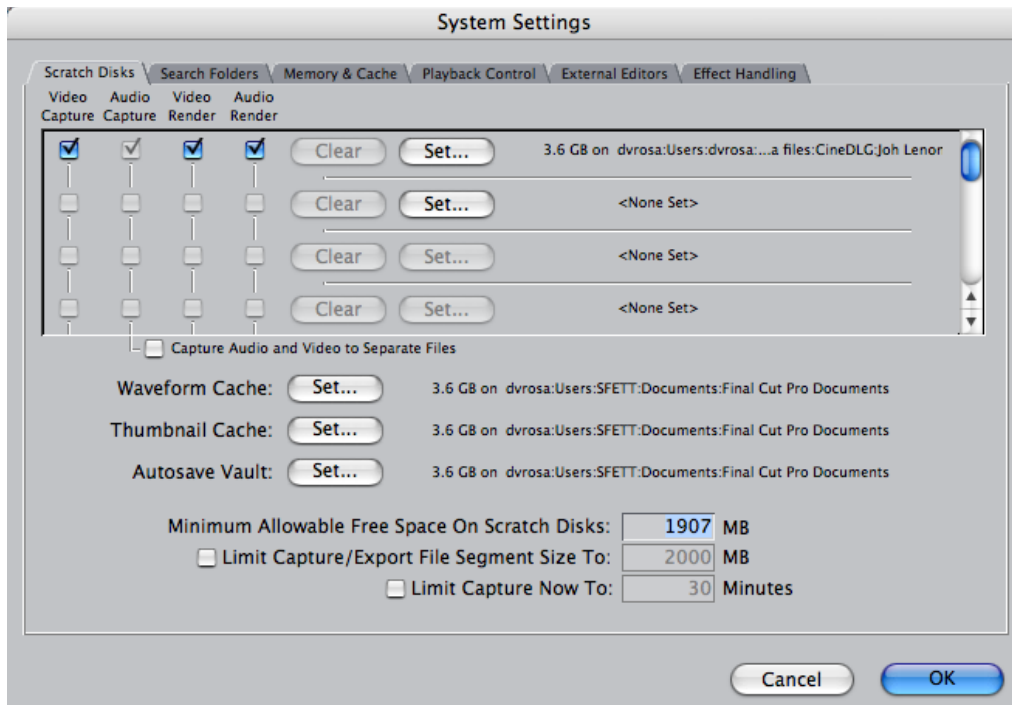 System Settings
Scratch Disks Search Folders Memory & Cache Playback Control External Editors Effect Handling
Video Audio Video Audio
Capture Capture Render Render
Clear Set... 3.6 GB on dvrosa:Users:dvrosa:...a files:CineDLG:Joh Lenor
Clear Set... <None Set>
Clear Set... <None Set>
Clear Set... <None Set>
Capture Audio and Video to Separate Files
Waveform Cache: Set... 3.6 GB on dvrosa:Users:SFETT:Documents:Final Cut Pro Documents
Thumbnail Cache: Set... 3.6 GB on dvrosa:Users:SFETT:Documents:Final Cut Pro Documents
Autosave Vault: Set... 3.6 GB on dvrosa:Users:SFETT:Documents:Final Cut Pro Documents
Minimum Allowable Free Space On Scratch Disks: 1907 MB
Limit Capture/Export File Segment Size To: 2000 MB
Limit Capture Now To: 30 Minutes
Cancel OK